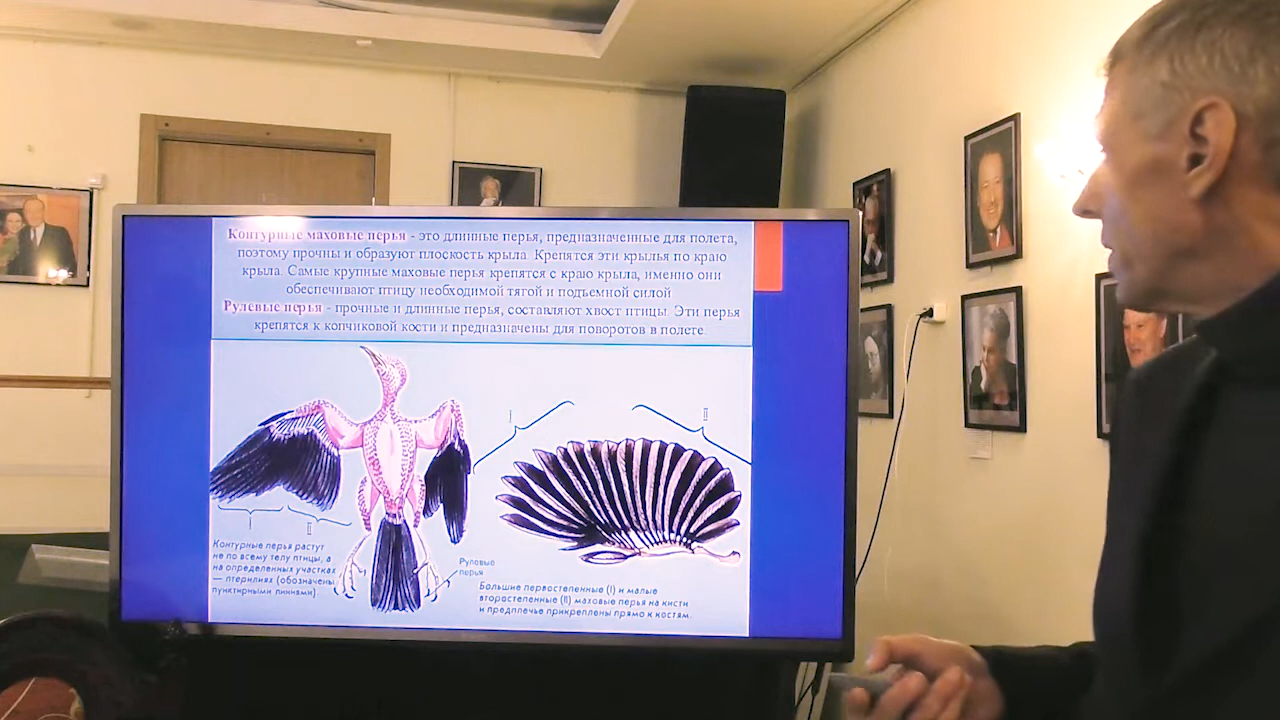 Контурные маховые перья - это длинные перья, предназначенные для полета,
поэтому прочны и образуют плоскость крыла. Крепятся эти крылья по краю
крыла. Самые крупные маховые перья крепятся с краю крыла, именно они
обеспечивают птицу необходимой тягой и подъемной силой
Рулевые перья - прочные и длинные перья, составляют хвост птицы. Эти перья
крепятся к копчиковой кости и предназначены для поворотов в полете.
I
II
I
II
Контурные перья растут
не по всему телу птицы, а
на определенных участках
— птерилиях (обозначены
пунктирными линиями).
Рулевые
перья
Большие первостепенные (I) и малые
второстепенные (II) маховые перья на кисти
и предплечье прикреплены прямо к костям.